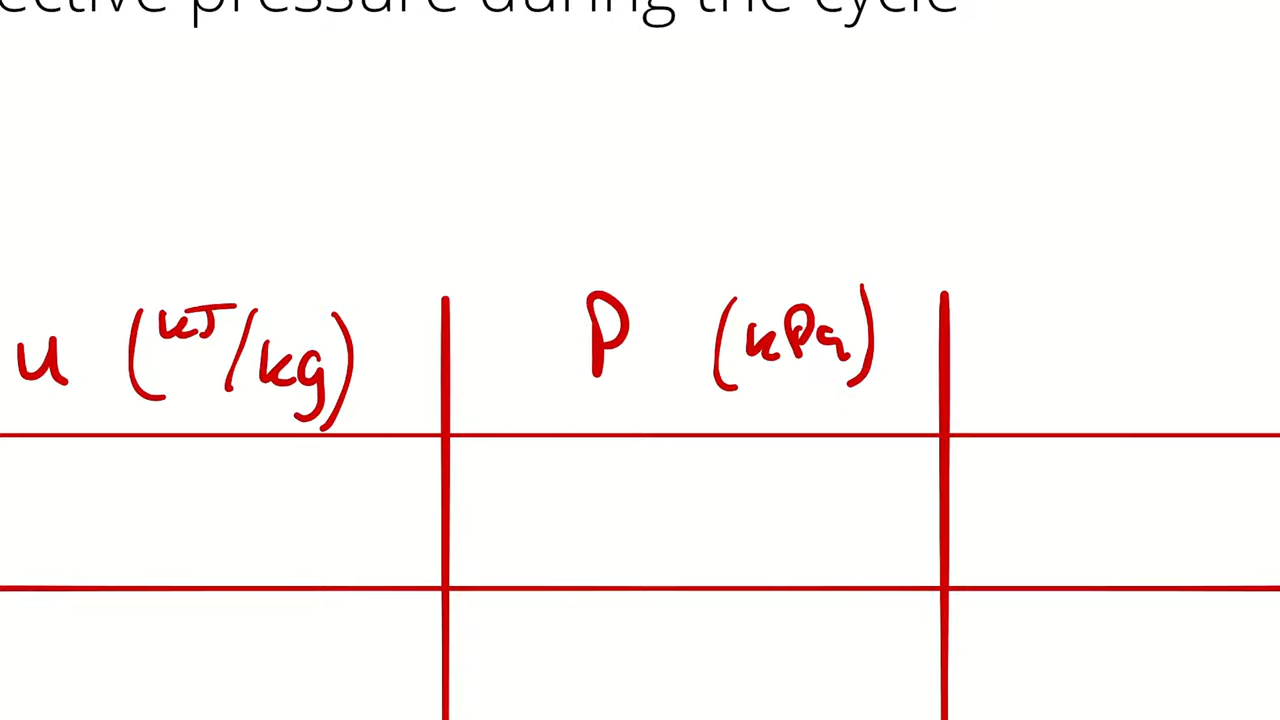 ective pressure during the cycle
u (kJ/kg) P (kPa)